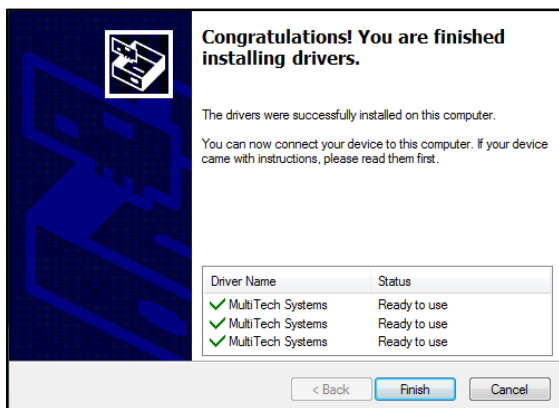 Congratulations! You are finished
installing drivers.
The drivers were successfully installed on this computer.
You can now connect your device to this computer. If your device
came with instructions, please read them first.
Driver Name Status
MultiTech Systems Ready to use
MultiTech Systems Ready to use
MultiTech Systems Ready to use
< Back Finish Cancel